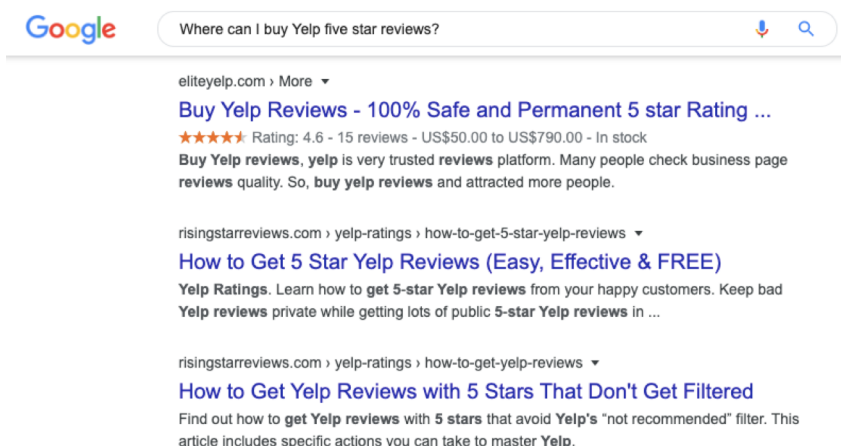 Google Where can I buy Yelp five star reviews?
eliteyelp.com › More
Buy Yelp Reviews - 100% Safe and Permanent 5 star Rating ...
Rating: 4.6 - 15 reviews - US$50.00 to US$790.00 - In stock
Buy Yelp reviews, yelp is very trusted reviews platform. Many people check business page
reviews quality. So, buy yelp reviews and attracted more people.
risingstarreviews.com › yelp-ratings › how-to-get-5-star-yelp-reviews
How to Get 5 Star Yelp Reviews (Easy, Effective & FREE)
Yelp Ratings. Learn how to get 5-star Yelp reviews from your happy customers. Keep bad
Yelp reviews private while getting lots of public 5-star Yelp reviews in ...
risingstarreviews.com › yelp-ratings › how-to-get-yelp-reviews
How to Get Yelp Reviews with 5 Stars That Don't Get Filtered
Find out how to get Yelp reviews with 5 stars that avoid Yelp's “not recommended” filter. This
article includes specific actions you can take to master Yelp.